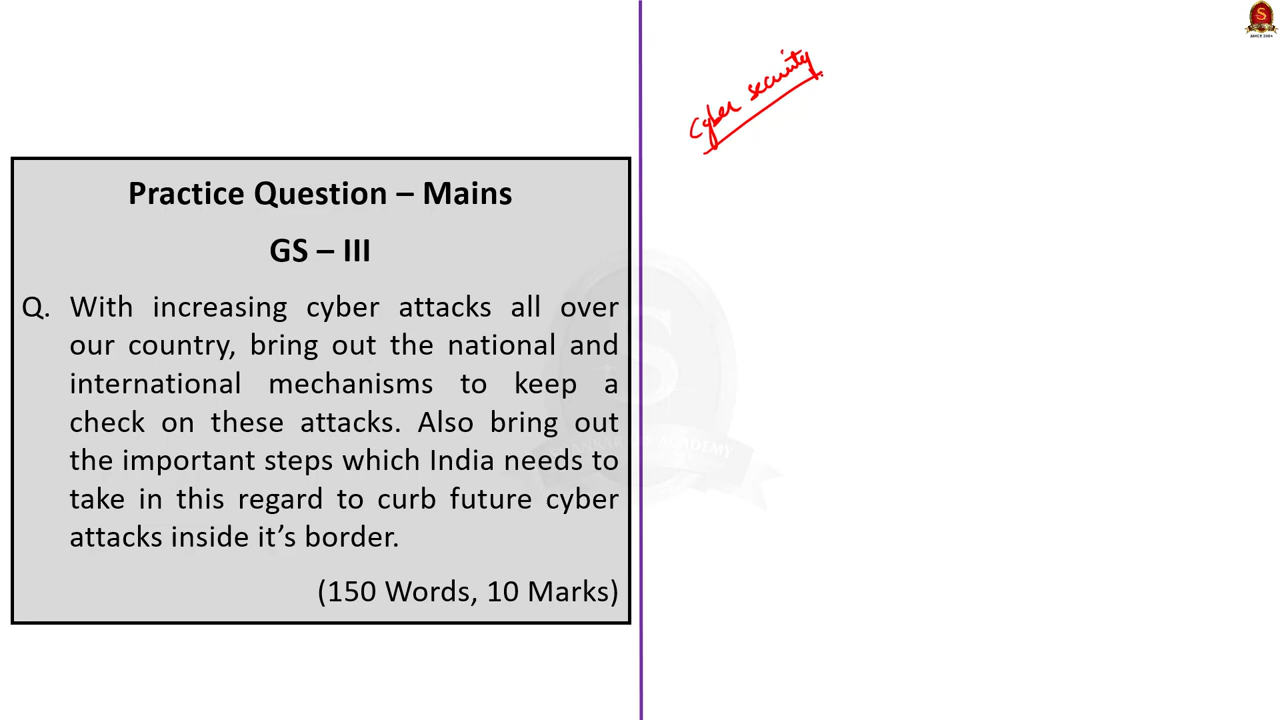 Cyber security
Practice Question – Mains
GS – III
Q. With increasing cyber attacks all over
our country, bring out the national and
international mechanisms to keep a
check on these attacks. Also bring out
the important steps which India needs to
take in this regard to curb future cyber
attacks inside it's border.
(150 Words, 10 Marks)
S
SINCE 2004
S